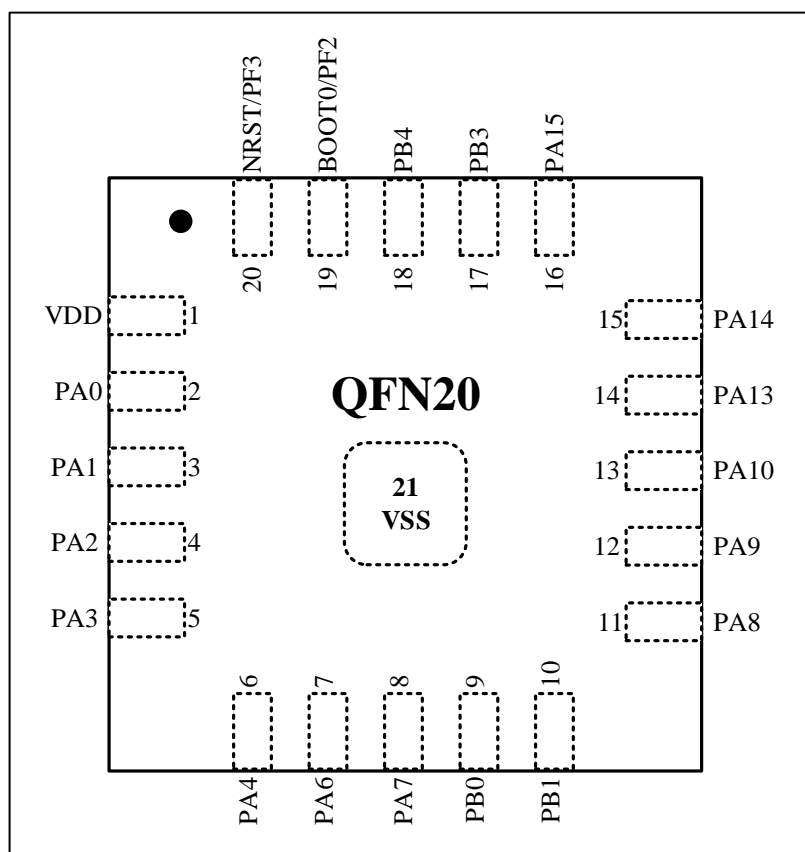 NRST/PF3
BOOT0/PF2
PB4
PB3
PA15
20
19
18
17
16
VDD 1
PA0 2
PA1 3
PA2 4
PA3 5
QFN20
21
VSS
15 PA14
14 PA13
13 PA10
12 PA9
11 PA8
6
7
8
9
10
PA4
PA6
PA7
PB0
PB1